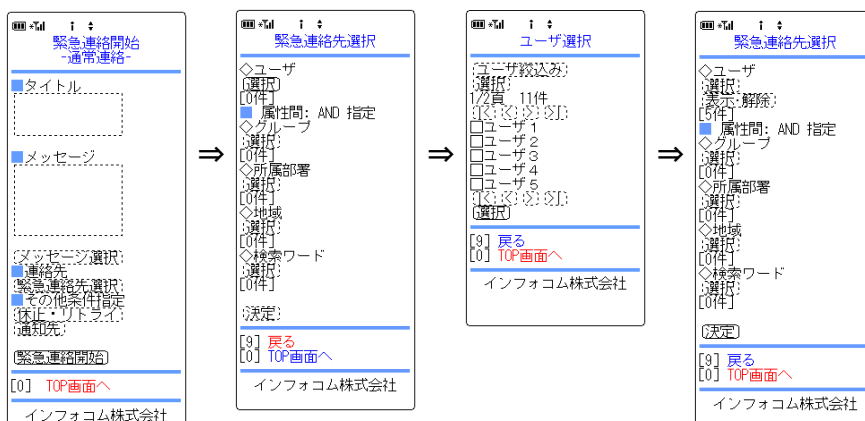 緊急連絡開始
-通常連絡-
■タイトル
■メッセージ
メッセージ選択
■連絡先
緊急連絡先選択
■その他条件指定
休止・リトライ
通知先
緊急連絡開始
[0] TOP画面へ
インフォコム株式会社
⇒
緊急連絡先選択
◇ユーザ
選択
[0件]
■ 属性間: AND 指定
◇グループ
選択
[0件]
◇所属部署
選択
[0件]
◇地域
選択
[0件]
◇検索ワード
選択
[0件]
決定
[9] 戻る
[0] TOP画面へ
インフォコム株式会社
⇒
ユーザ選択
ユーザ絞込み
選択
1/2頁 11件
|< < > >|
□ユーザ1
□ユーザ2
□ユーザ3
□ユーザ4
□ユーザ5
|< < > >|
選択
[9] 戻る
[0] TOP画面へ
インフォコム株式会社
⇒
緊急連絡先選択
◇ユーザ
選択
表示・解除
[5件]
■ 属性間: AND 指定
◇グループ
選択
[0件]
◇所属部署
選択
[0件]
◇地域
選択
[0件]
◇検索ワード
選択
[0件]
決定
[9] 戻る
[0] TOP画面へ
インフォコム株式会社